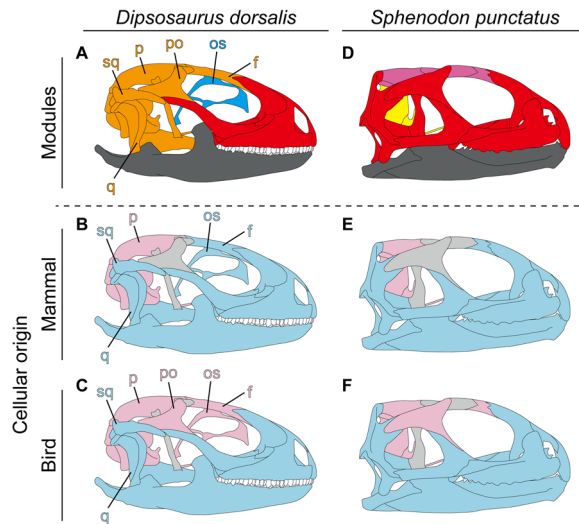 Dipsosaurus dorsalis
Sphenodon punctatus
A
p
po
os
f
sq
q
D
Modules
B
p
os
f
sq
q
E
Mammal
C
p
po
os
f
sq
q
F
Bird
Cellular origin